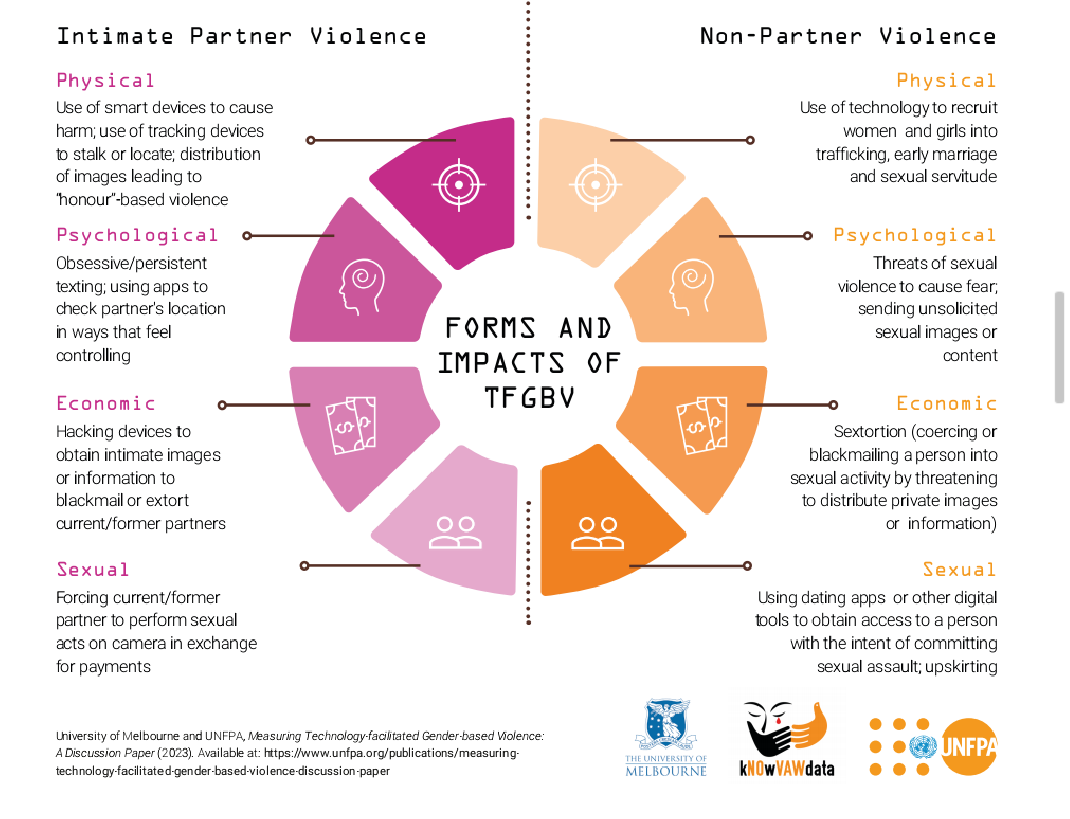 Intimate Partner Violence
Physical
Use of smart devices to cause
harm; use of tracking devices
to stalk or locate; distribution
of images leading to
"honour"-based violence
Psychological
Obsessive/persistent
texting; using apps to
check partner's location
in ways that feel
controlling
Economic
Hacking devices to
obtain intimate images
or information to
blackmail or extort
current/former partners
Sexual
Forcing current/former
partner to perform sexual
acts on camera in exchange
for payments
FORMS AND
IMPACTS OF
TFGBV
Non-Partner Violence
Physical
Use of technology to recruit
women and girls into
trafficking, early marriage
and sexual servitude
Psychological
Threats of sexual
violence to cause fear;
sending unsolicited
sexual images or
content
Economic
Sextortion (coercing or
blackmailing a person into
sexual activity by threatening
to distribute private images
or information)
Sexual
Using dating apps or other digital
tools to obtain access to a person
with the intent of committing
sexual assault; upskirting
University of Melbourne and UNFPA, Measuring Technology-facilitated Gender-based Violence:
A Discussion Paper (2023). Available at: https://www.unfpa.org/publications/measuring-
technology-facilitated-gender-based-violence-discussion-paper
THE UNIVERSITY OF
MELBOURNE
kNOwVAWdata
UNFPA